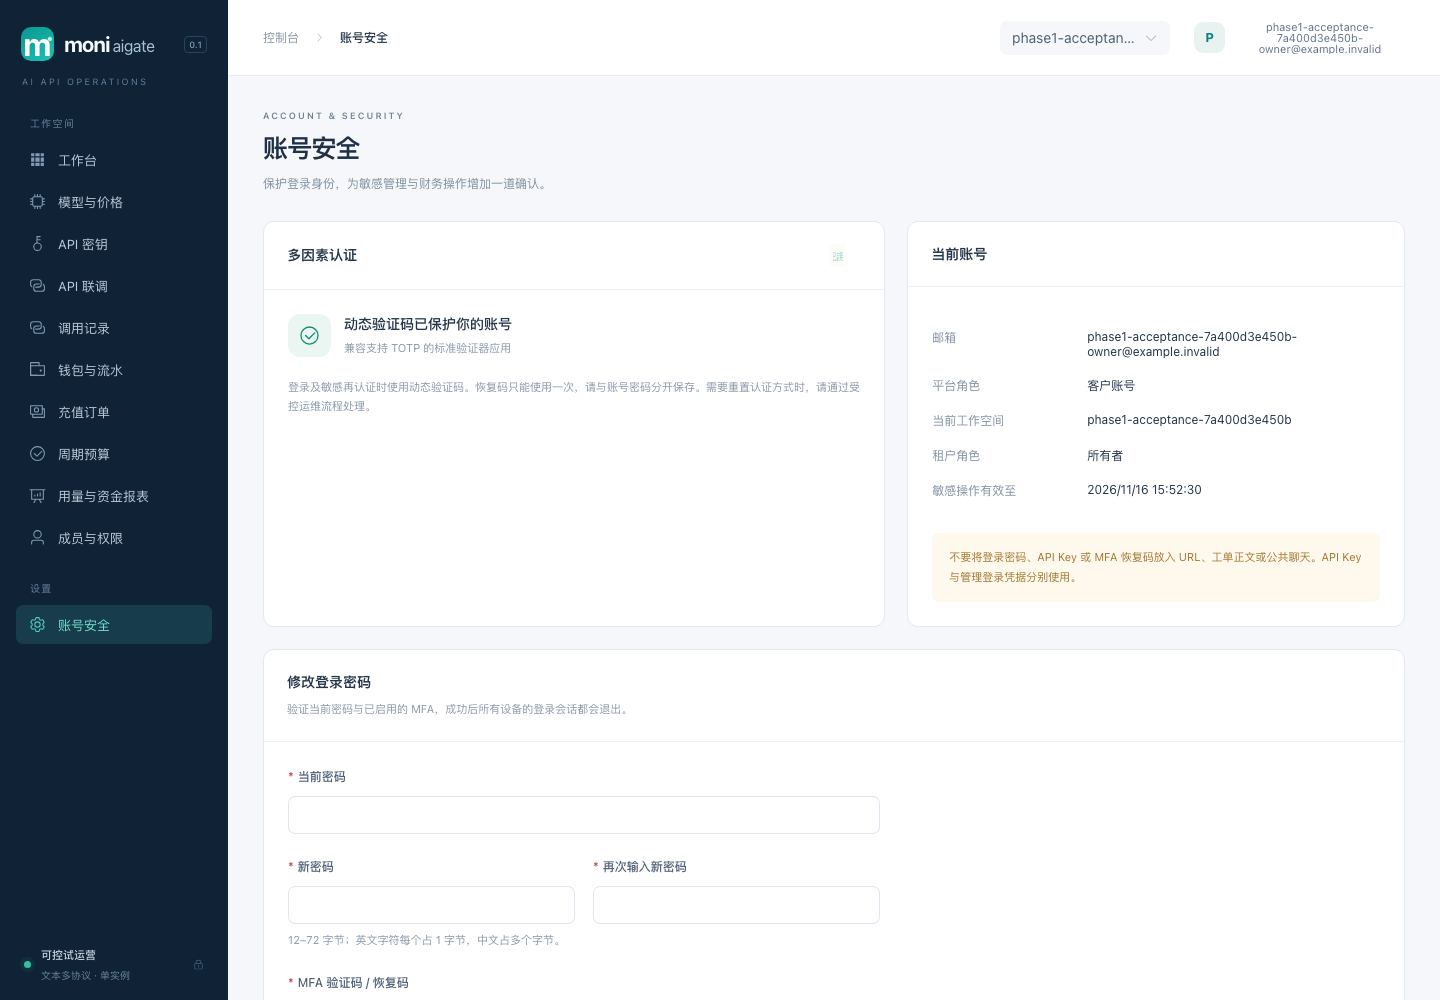 moni aigate
0.1
AI API OPERATIONS
工作空间
工作台
模型与价格
API 密钥
API 联调
调用记录
钱包与流水
充值订单
周期预算
用量与资金报表
成员与权限
设置
账号安全
可控试运营
文本多协议 · 单实例
控制台
账号安全
phase1-acceptan...
P
phase1-acceptance-
7a400d3e450b-
owner@example.invalid
ACCOUNT & SECURITY
账号安全
保护登录身份，为敏感管理与财务操作增加一道确认。
多因素认证
动态验证码已保护你的账号
兼容支持 TOTP 的标准验证器应用
登录及敏感再认证时使用动态验证码。恢复码只能使用一次，请与账号密码分开保存。需要重置认证方式时，请通过受
控运维流程处理。
当前账号
邮箱
phase1-acceptance-7a400d3e450b-
owner@example.invalid
平台角色
客户账号
当前工作空间
phase1-acceptance-7a400d3e450b
租户角色
所有者
敏感操作有效至
2026/11/16 15:52:30
不要将登录密码、API Key 或 MFA 恢复码放入 URL、工单正文或公共聊天。API Key
与管理登录凭据分别使用。
修改登录密码
验证当前密码与已启用的 MFA，成功后所有设备的登录会话都会退出。
* 当前密码
* 新密码
* 再次输入新密码
12–72 字节；英文字符每个占 1 字节，中文占多个字节。
* MFA 验证码 / 恢复码